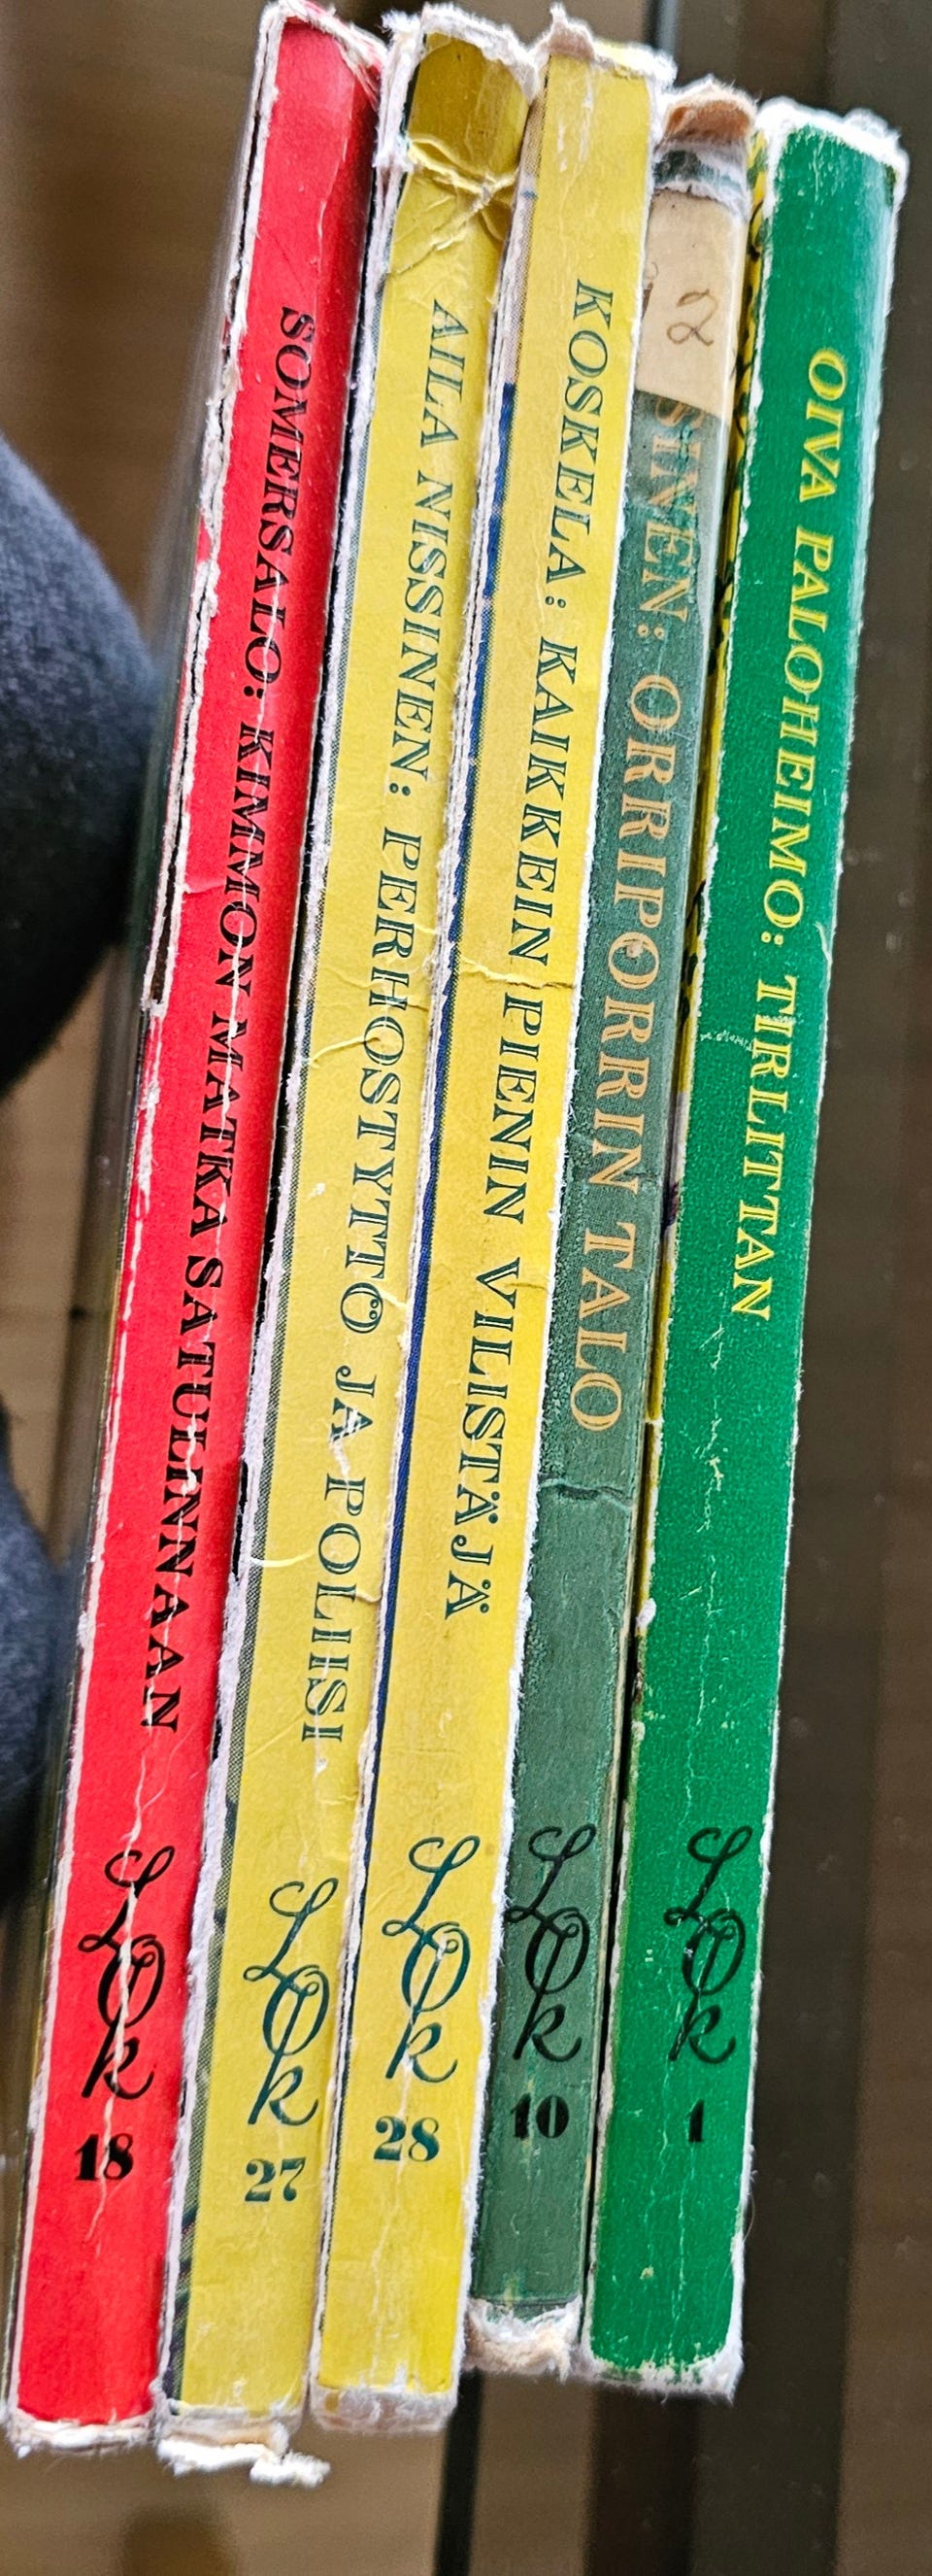 SOMERSALO: KIMMON MATKA SATULINNAAN
LOk
18
AILA NISSINEN: PERHOSTYTTÖ JA POLIISI
LOk
27
KOSKELA: KAIKKEIN PIENIN VILISTÄJÄ
LOk
28
2
SINEN: ORRIPORRIN TALO
LOk
10
OIVA PALOHEIMO: TIRLITTAN
LOk
1